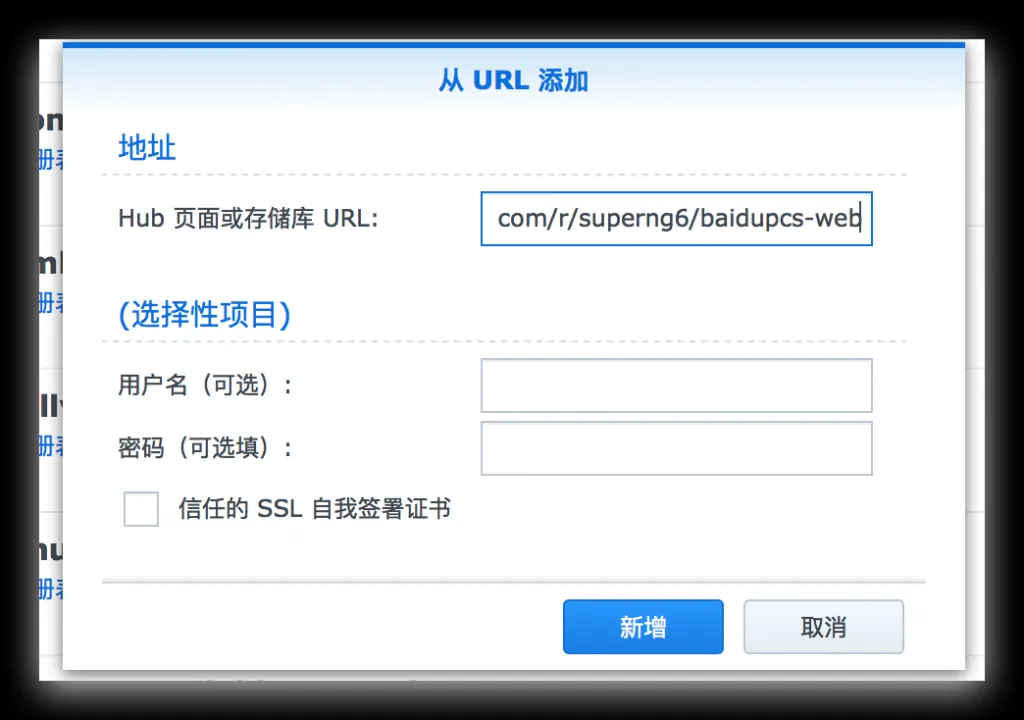 从 URL 添加
地址
Hub 页面或存储库 URL:
com/r/superng6/baidupcs-web
(选择性项目)
用户名（可选）:
密码（可选填）:
信任的 SSL 自我签署证书
新增
取消